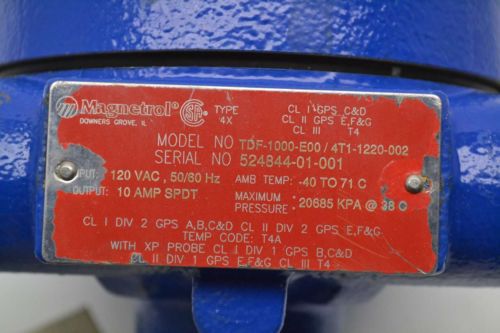 Magnetrol® CSA TYPE CL I GPS C&D
DOWNERS GROVE, IL 4X CL II GPS E,F&G
CL III T4
MODEL NO TDF-1000-E00 / 4T1-1220-002
SERIAL NO 524844-01-001
INPUT: 120 VAC, 50/60 Hz AMB TEMP: -40 TO 71 C
OUTPUT: 10 AMP SPDT MAXIMUM
PRESSURE : 20685 KPA @ 38 C
CL I DIV 2 GPS A,B,C&D CL II DIV 2 GPS E,F&G
TEMP CODE: T4A
WITH XP PROBE CL I DIV 1 GPS B,C&D
CL II DIV 1 GPS E,F&G CL III T4